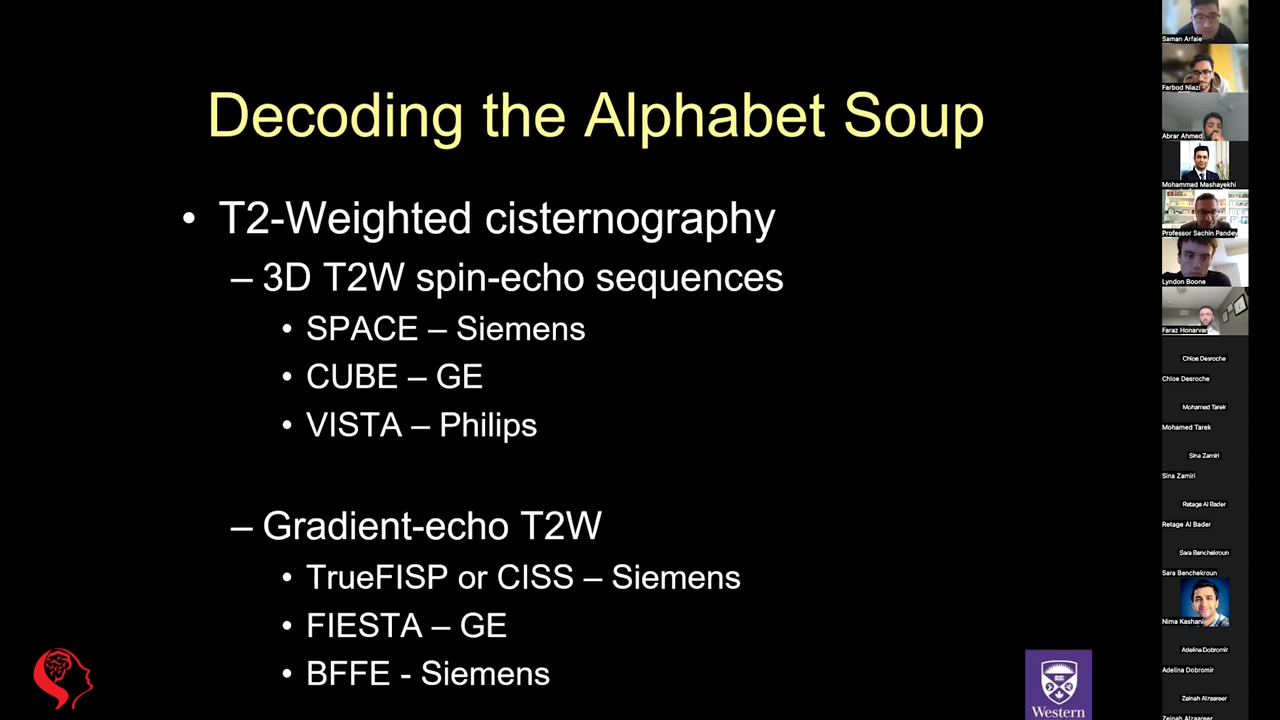 Decoding the Alphabet Soup
• T2-Weighted cisternography
– 3D T2W spin-echo sequences
• SPACE – Siemens
• CUBE – GE
• VISTA – Philips
– Gradient-echo T2W
• TrueFISP or CISS – Siemens
• FIESTA – GE
• BFFE - Siemens
Western
Saman Arfaie
Farbod Niazi
Abrar Ahmed
Mohammad Mashayekhi
Professor Sachin Pandey
Lyndon Boone
Faraz Honarvar
Chloe Desroche
Chloe Desroche
Mohamed Tarek
Mohamed Tarek
Sina Zamiri
Sina Zamiri
Retage Al Bader
Retage Al Bader
Sara Benchekroun
Sara Benchekroun
Nima Kashani
Adelina Dobromir
Adelina Dobromir
Zeinah Alzaareer
Zeinah Alzaareer